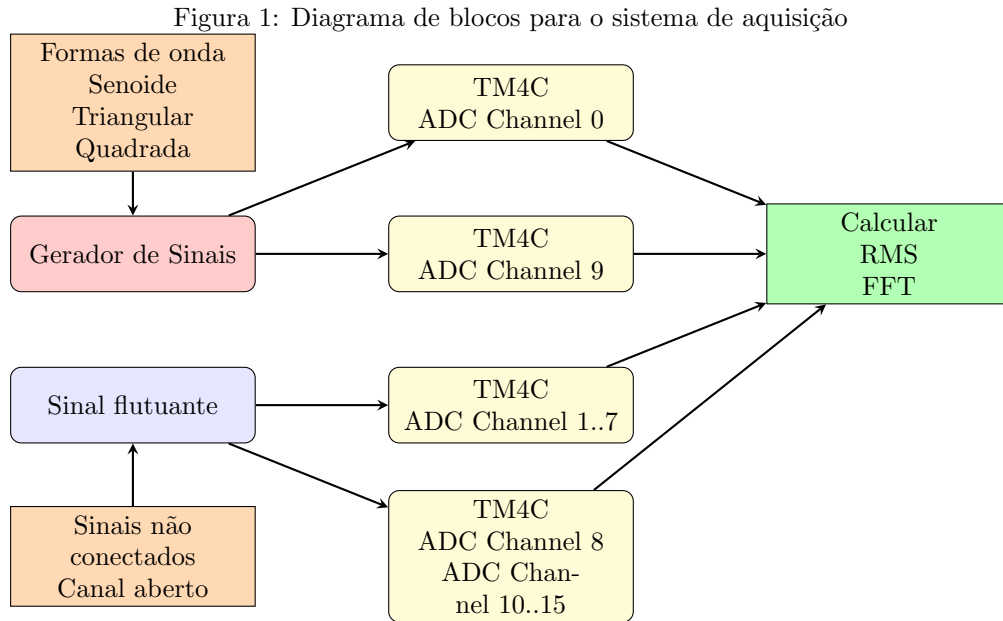 Figura 1: Diagrama de blocos para o sistema de aquisição
Formas de onda
Senoide
Triangular
Quadrada
TM4C
ADC Channel 0
Gerador de Sinais
TM4C
ADC Channel 9
Calcular
RMS
FFT
Sinal flutuante
TM4C
ADC Channel 1..7
Sinais não
conectados
Canal aberto
TM4C
ADC Channel 8
ADC Chan-
nel 10..15